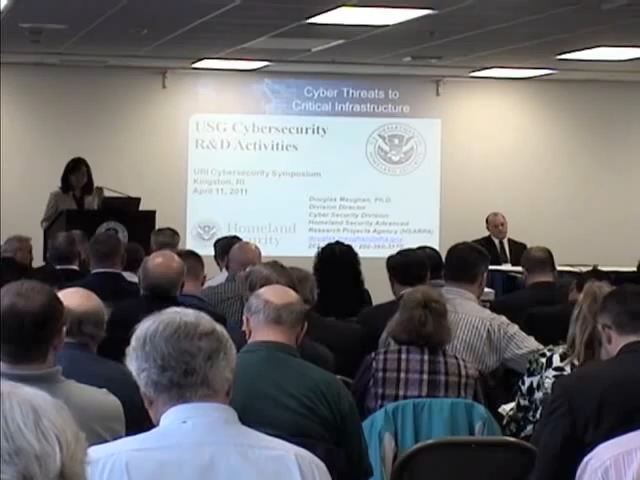 Cyber Threats to
Critical Infrastructure
USG Cybersecurity
R&D Activities
URI Cybersecurity Symposium
Kingston, RI
April 11, 2011
Douglas Maughan, Ph.D.
Division Director
Cyber Security Division
Homeland Security Advanced
Research Projects Agency (HSARPA)
Homeland
Security